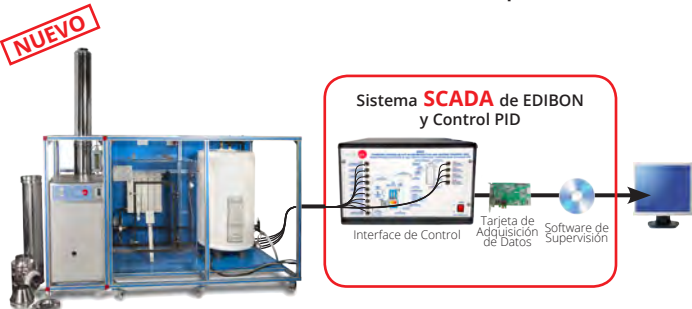 NUEVO
Sistema SCADA de EDIBON
y Control PID
Interface de Control
Tarjeta de
Adquisición
de Datos
Software de
Supervisión